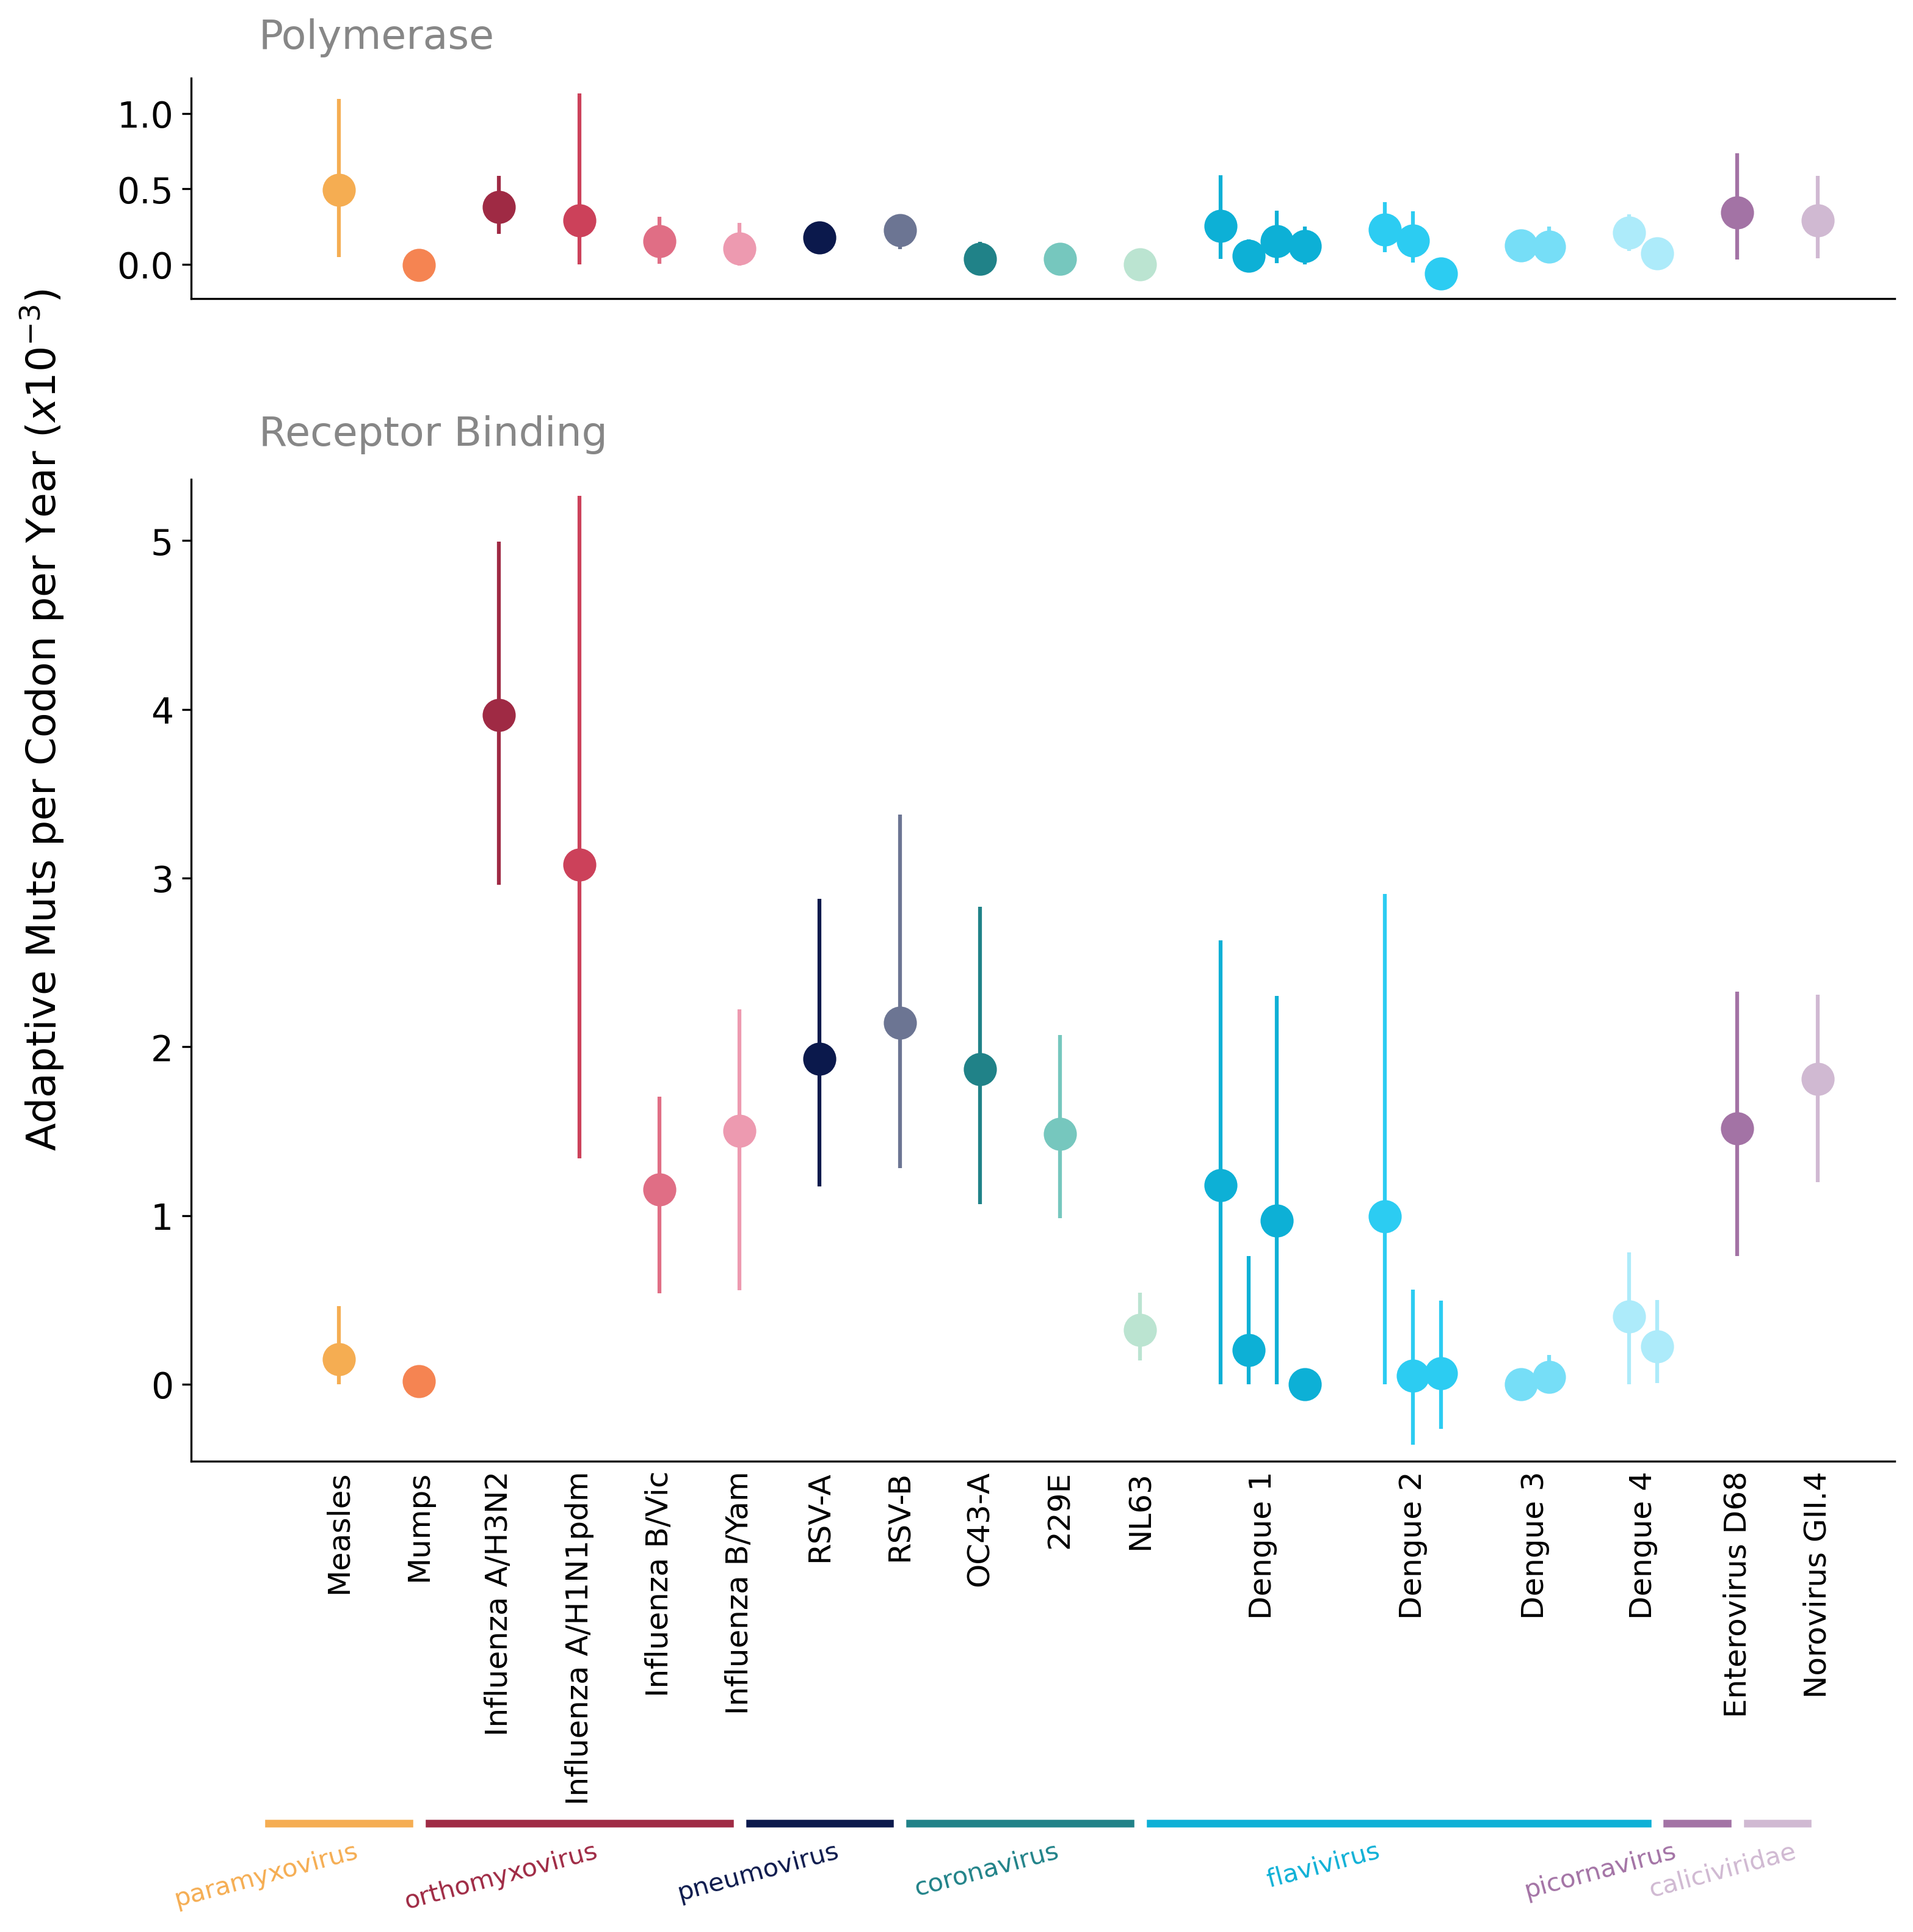 Polymerase
1.0
0.5
0.0
Adaptive Muts per Codon per Year (x10⁻³)
Receptor Binding
5
4
3
2
1
0
Measles
Mumps
Influenza A/H3N2
Influenza A/H1N1pdm
Influenza B/Vic
Influenza B/Yam
RSV-A
RSV-B
OC43-A
229E
NL63
Dengue 1
Dengue 2
Dengue 3
Dengue 4
Enterovirus D68
Norovirus GII.4
paramyxovirus
orthomyxovirus
pneumovirus
coronavirus
flavivirus
picornavirus
caliciviridae